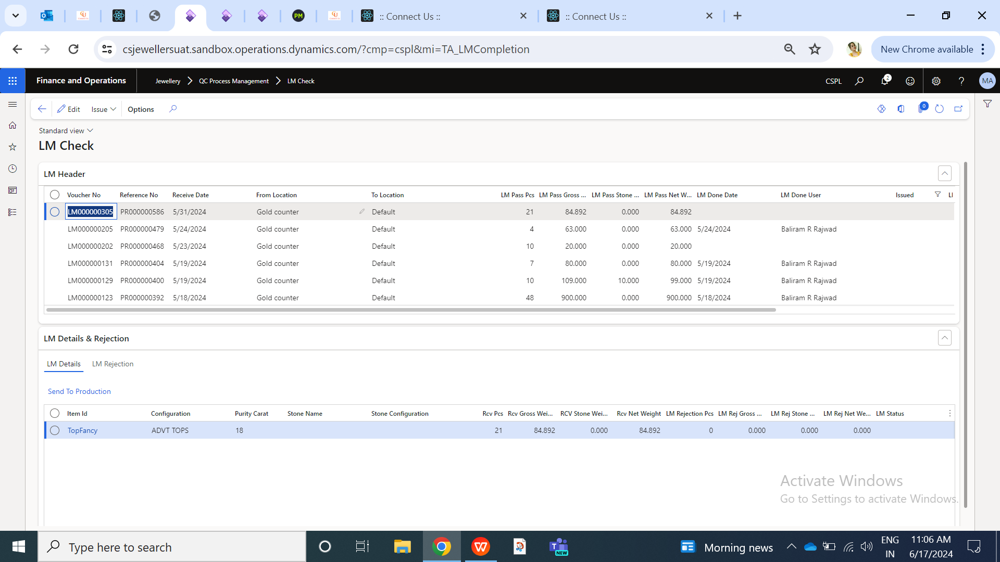 :: Connect Us ::
:: Connect Us ::
csjewellersuat.sandbox.operations.dynamics.com/?cmp=cspl&mi=TA_LMCompletion
New Chrome available
Finance and Operations
Jewellery
QC Process Management
LM Check
CSPL
2
?
MA
Edit
Issue
Options
0
Standard view
LM Check
LM Header
Voucher No Reference No Receive Date From Location To Location LM Pass Pcs LM Pass Gross ... LM Pass Stone ... LM Pass Net W... LM Done Date LM Done User Issued
LM000000305 PR000000586 5/31/2024 Gold counter Default 21 84.892 0.000 84.892
LM000000205 PR000000479 5/24/2024 Gold counter Default 4 63.000 0.000 63.000 5/24/2024 Baliram R Rajwad
LM000000202 PR000000468 5/23/2024 Gold counter Default 10 20.000 0.000 20.000
LM000000131 PR000000404 5/19/2024 Gold counter Default 7 80.000 0.000 80.000 5/19/2024 Baliram R Rajwad
LM000000129 PR000000400 5/19/2024 Gold counter Default 10 109.000 10.000 99.000 5/19/2024 Baliram R Rajwad
LM000000123 PR000000392 5/18/2024 Gold counter Default 48 900.000 0.000 900.000 5/18/2024 Baliram R Rajwad
LM Details & Rejection
LM Details
LM Rejection
Send To Production
Item Id Configuration Purity Carat Stone Name Stone Configuration Rcv Pcs Rcv Gross Wei... RCV Stone Wei... Rcv Net Weight LM Rejection Pcs LM Rej Gross ... LM Rej Stone ... LM Rej Net We... LM Status
TopFancy ADVT TOPS 18 21 84.892 0.000 84.892 0 0.000 0.000 0.000
Activate Windows
Go to Settings to activate Windows.
Type here to search
NEW
Morning news
ENG
IN
11:06 AM
6/17/2024